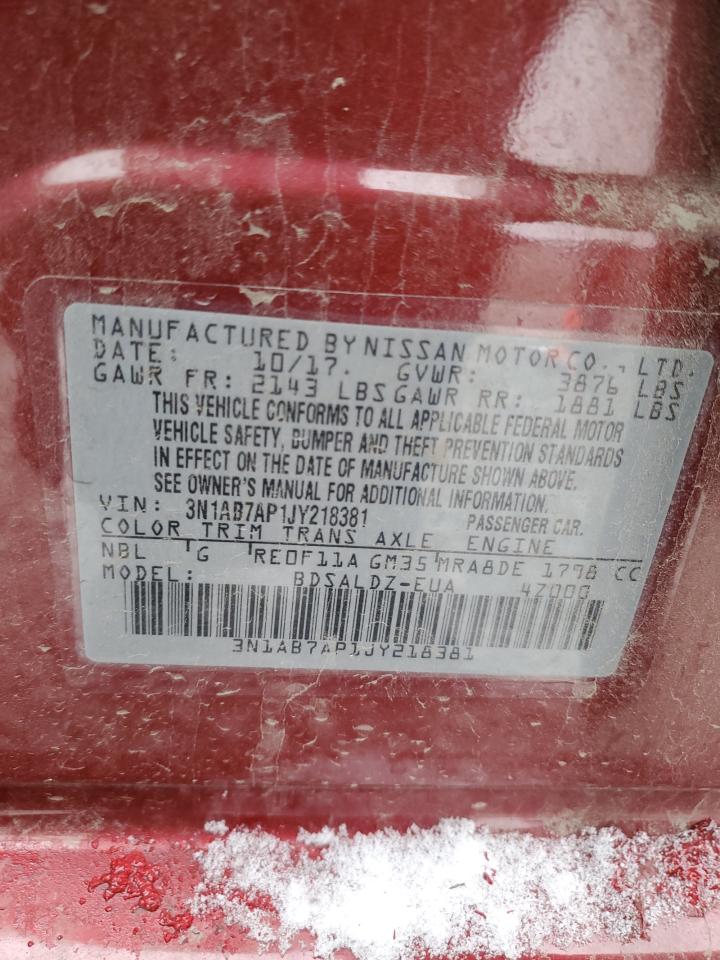 MANUFACTURED BY NISSAN MOTOR CO., LTD.
DATE: 10/17. GVWR: 3876 LBS
GAWR FR: 2143 LBS GAWR RR: 1881 LBS
THIS VEHICLE CONFORMS TO ALL APPLICABLE FEDERAL MOTOR
VEHICLE SAFETY, BUMPER AND THEFT PREVENTION STANDARDS
IN EFFECT ON THE DATE OF MANUFACTURE SHOWN ABOVE.
SEE OWNER'S MANUAL FOR ADDITIONAL INFORMATION.
VIN: 3N1AB7AP1JY218381 PASSENGER CAR.
COLOR TRIM TRANS AXLE ENGINE
NBL G RE0F11A GM35 MRA8DE 1798 CC
MODEL: BDSALDZ-EUA 4Z000
3N1AB7AP1JY218381